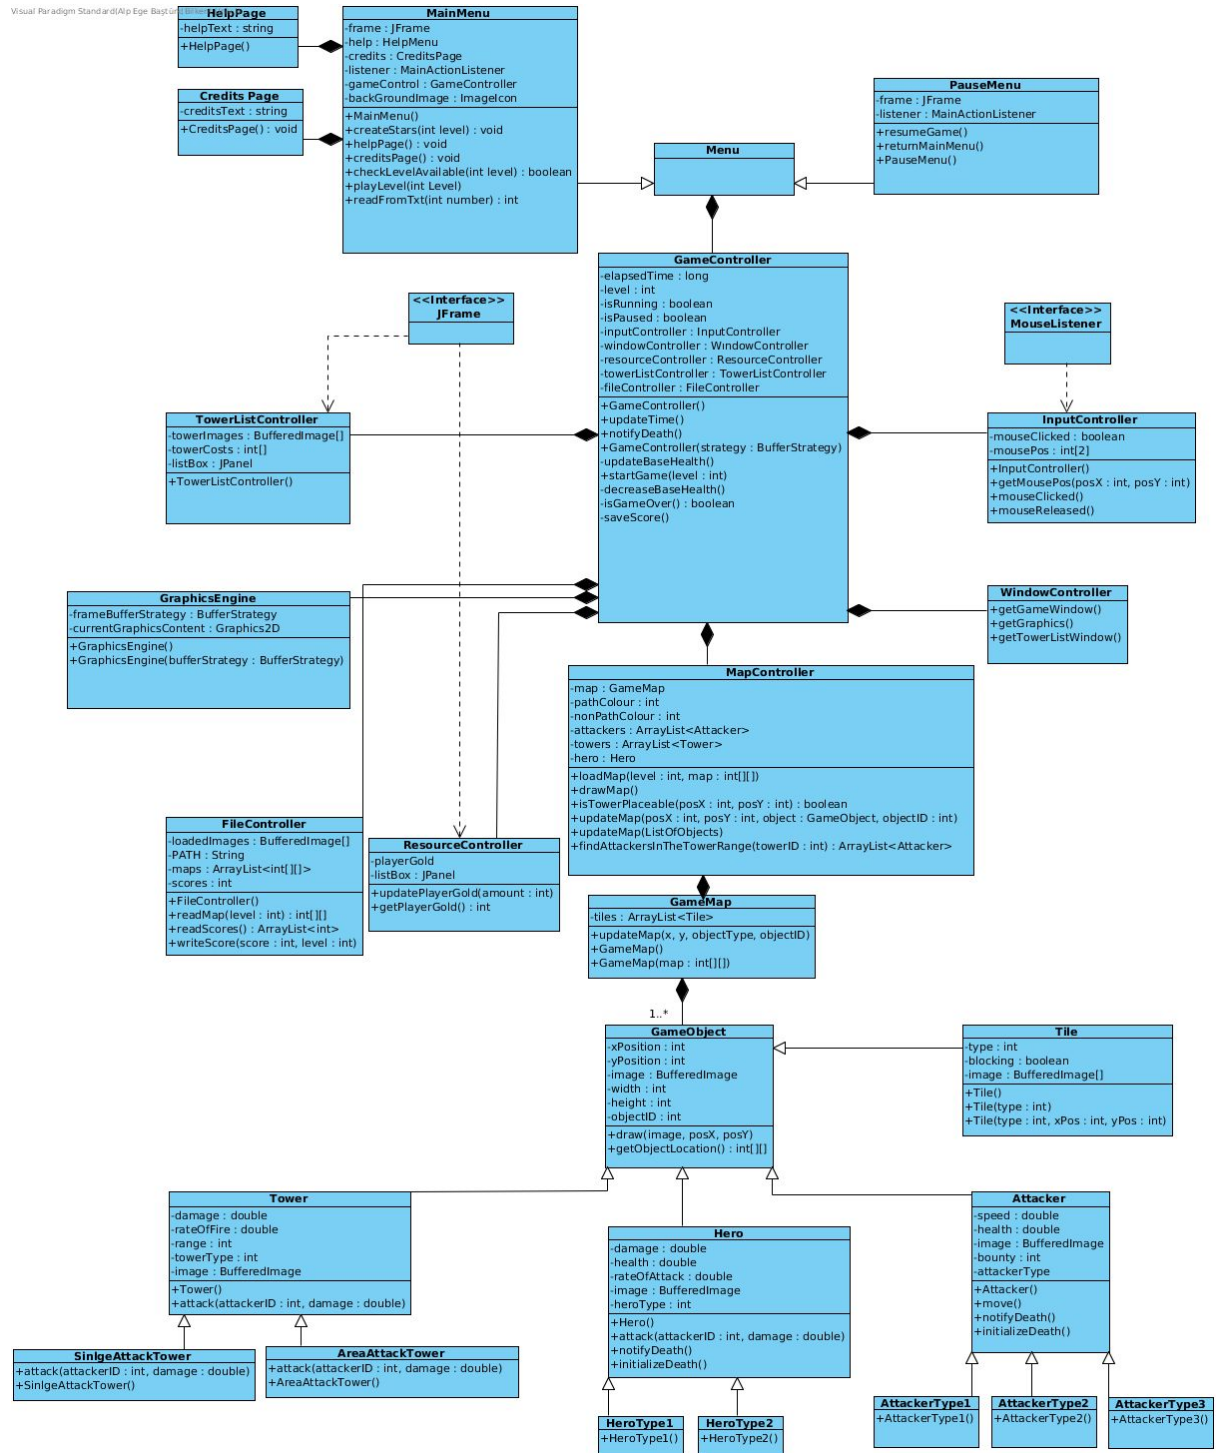 Visual Paradigm Standard(Alp Ege Baştürk(Bilken
HelpPage
-helpText : string
+HelpPage()
MainMenu
-frame : JFrame
-help : HelpMenu
-credits : CreditsPage
-listener : MainActionListener
-gameControl : GameController
-backGroundImage : ImageIcon
+MainMenu()
+createStars(int level) : void
+helpPage() : void
+creditsPage() : void
+checkLevelAvailable(int level) : boolean
+playLevel(int Level)
+readFromTxt(int number) : int
Credits Page
-creditsText : string
+CreditsPage() : void
PauseMenu
-frame : JFrame
-listener : MainActionListener
+resumeGame()
+returnMainMenu()
+PauseMenu()
Menu
GameController
-elapsedTime : long
-level : int
-isRunning : boolean
-isPaused : boolean
-inputController : InputController
-windowController : WindowController
-resourceController : ResourceController
-towerListController : TowerListController
-fileController : FileController
+GameController()
+updateTime()
+notifyDeath()
+GameController(strategy : BufferStrategy)
-updateBaseHealth()
+startGame(level : int)
-decreaseBaseHealth()
-isGameOver() : boolean
-saveScore()
<<Interface>>
JFrame
<<Interface>>
MouseListener
TowerListController
-towerImages : BufferedImage[]
-towerCosts : int[]
-listBox : JPanel
+TowerListController()
InputController
-mouseClicked : boolean
-mousePos : int[2]
+InputController()
+getMousePos(posX : int, posY : int)
+mouseClicked()
+mouseReleased()
GraphicsEngine
-frameBufferStrategy : BufferStrategy
-currentGraphicsContent : Graphics2D
+GraphicsEngine()
+GraphicsEngine(bufferStrategy : BufferStrategy)
WindowController
+getGameWindow()
+getGraphics()
+getTowerListWindow()
MapController
-map : GameMap
-pathColour : int
-nonPathColour : int
-attackers : ArrayList<Attacker>
-towers : ArrayList<Tower>
-hero : Hero
+loadMap(level : int, map : int[][])
+drawMap()
+isTowerPlaceable(posX : int, posY : int) : boolean
+updateMap(posX : int, posY : int, object : GameObject, objectID : int)
+updateMap(ListOfObjects)
+findAttackersInTheTowerRange(towerID : int) : ArrayList<Attacker>
FileController
-loadedImages : BufferedImage[]
-PATH : String
-maps : ArrayList<int[][]>
-scores : int
+FileController()
+readMap(level : int) : int[][]
+readScores() : ArrayList<int>
+writeScore(score : int, level : int)
ResourceController
-playerGold
-listBox : JPanel
+updatePlayerGold(amount : int)
+getPlayerGold() : int
GameMap
-tiles : ArrayList<Tile>
+updateMap(x, y, objectType, objectID)
+GameMap()
+GameMap(map : int[][])
1..*
GameObject
-xPosition : int
-yPosition : int
-image : BufferedImage
-width : int
-height : int
-objectID : int
+draw(image, posX, posY)
+getObjectLocation() : int[][]
Tile
-type : int
-blocking : boolean
-image : BufferedImage[]
+Tile()
+Tile(type : int)
+Tile(type : int, xPos : int, yPos : int)
Tower
-damage : double
-rateOfFire : double
-range : int
-towerType : int
-image : BufferedImage
+Tower()
+attack(attackerID : int, damage : double)
Hero
-damage : double
-health : double
-rateOfAttack : double
-image : BufferedImage
-heroType : int
+Hero()
+attack(attackerID : int, damage : double)
+notifyDeath()
+initializeDeath()
Attacker
-speed : double
-health : double
-image : BufferedImage
-bounty : int
-attackerType
+Attacker()
+move()
+notifyDeath()
+initializeDeath()
SinlgeAttackTower
+attack(attackerID : int, damage : double)
+SinlgeAttackTower()
AreaAttackTower
+attack(attackerID : int, damage : double)
+AreaAttackTower()
HeroType1
+HeroType1()
HeroType2
+HeroType2()
AttackerType1
+AttackerType1()
AttackerType2
+AttackerType2()
AttackerType3
+AttackerType3()